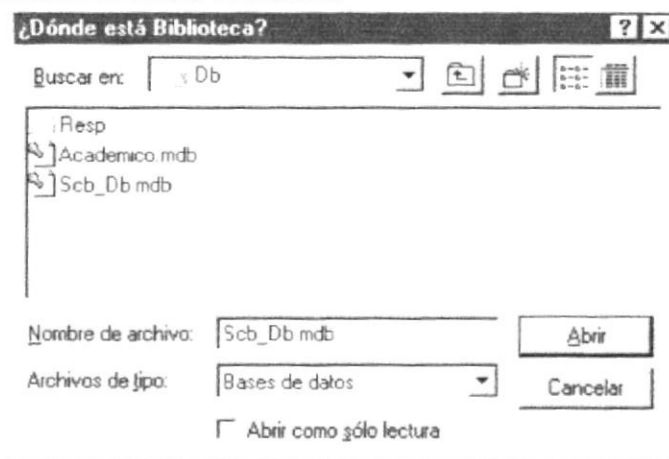 ¿Dónde está Biblioteca?
Buscar en: Db
Resp
Academico.mdb
Scb_Db mdb
Nombre de archivo: Scb_Db mdb Abrir
Archivos de tipo: Bases de datos Cancelar
Abrir como sólo lectura